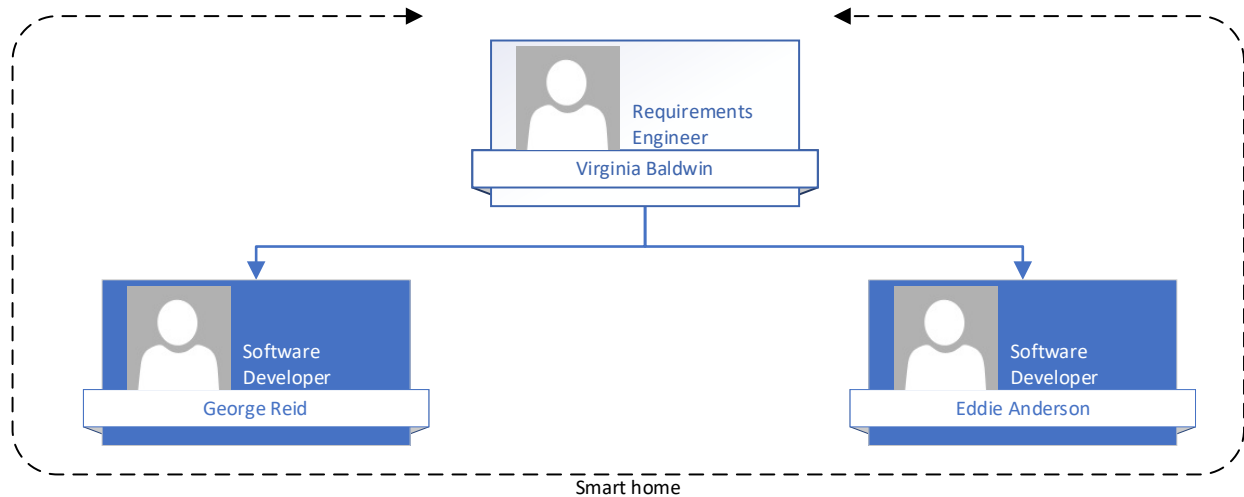 Requirements
Engineer
Virginia Baldwin
Software
Developer
George Reid
Software
Developer
Eddie Anderson
Smart home